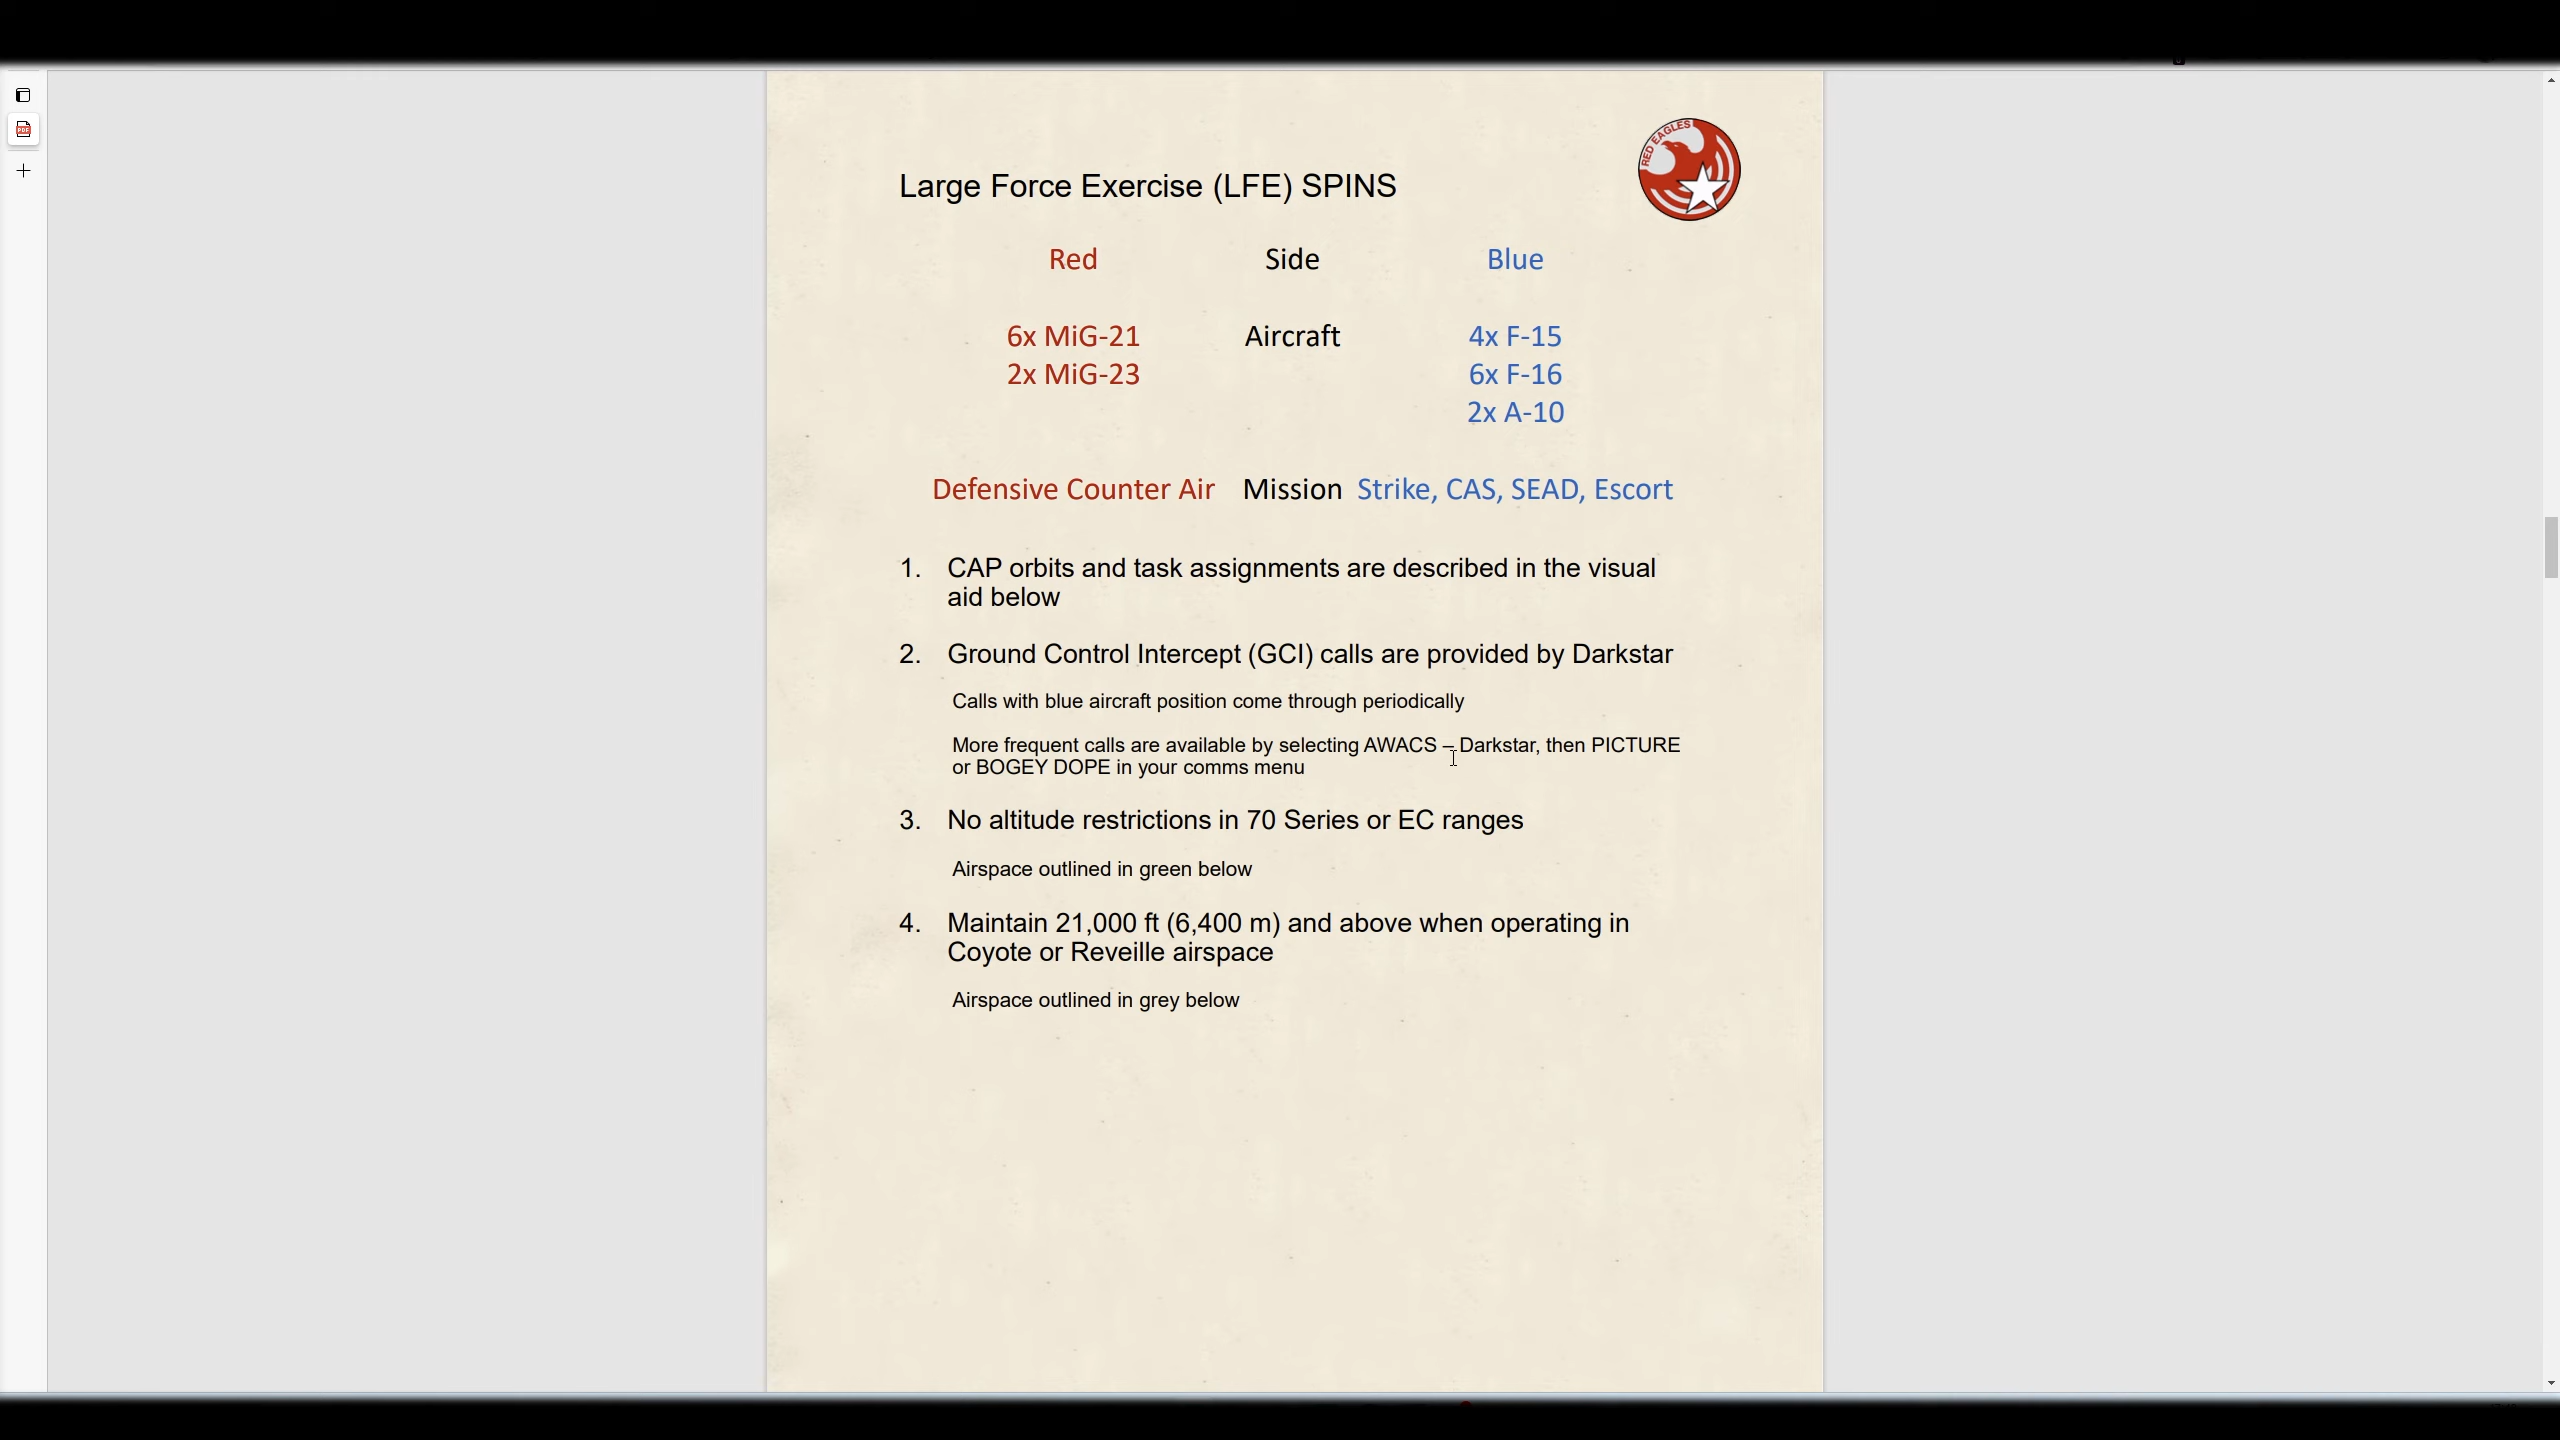 RED EAGLES
Large Force Exercise (LFE) SPINS
Red Side Blue
6x MiG-21 Aircraft 4x F-15
2x MiG-23 6x F-16
2x A-10
Defensive Counter Air Mission Strike, CAS, SEAD, Escort
1. CAP orbits and task assignments are described in the visual
aid below
2. Ground Control Intercept (GCI) calls are provided by Darkstar
Calls with blue aircraft position come through periodically
More frequent calls are available by selecting AWACS – Darkstar, then PICTURE
or BOGEY DOPE in your comms menu
3. No altitude restrictions in 70 Series or EC ranges
Airspace outlined in green below
4. Maintain 21,000 ft (6,400 m) and above when operating in
Coyote or Reveille airspace
Airspace outlined in grey below
PDF